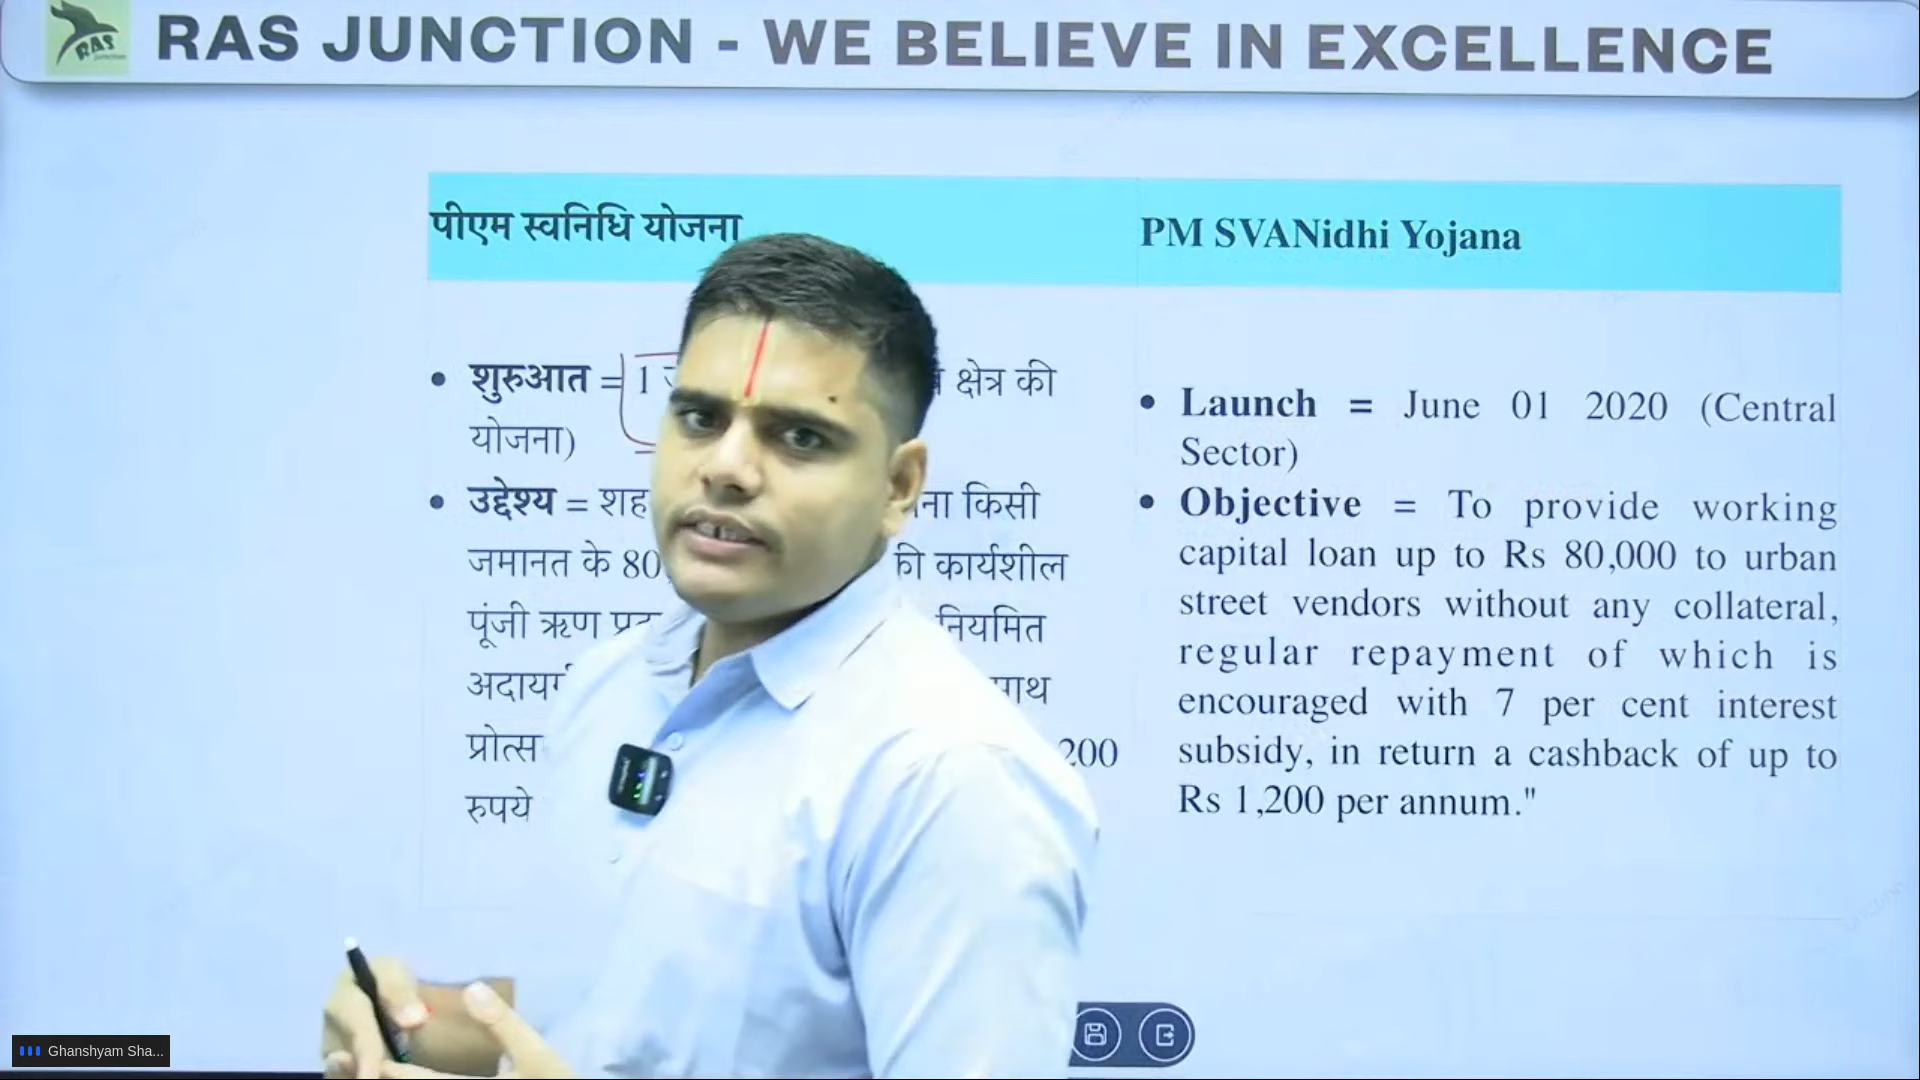 RAS JUNCTION - WE BELIEVE IN EXCELLENCE
RAS
पीएम स्वनिधि योजना
PM SVANidhi Yojana
शुरुआत = 1 क्षेत्र की
योजना)
उद्देश्य = किसी
जमानत के 80 की कार्यशील
पूंजी ऋण नियमित
प्रोत्स 200
रुपये
Launch = June 01 2020 (Central
Sector)
Objective = To provide working
capital loan up to Rs 80,000 to urban
street vendors without any collateral,
regular repayment of which is
encouraged with 7 per cent interest
subsidy, in return a cashback of up to
Rs 1,200 per annum."
Ghanshyam Sha...